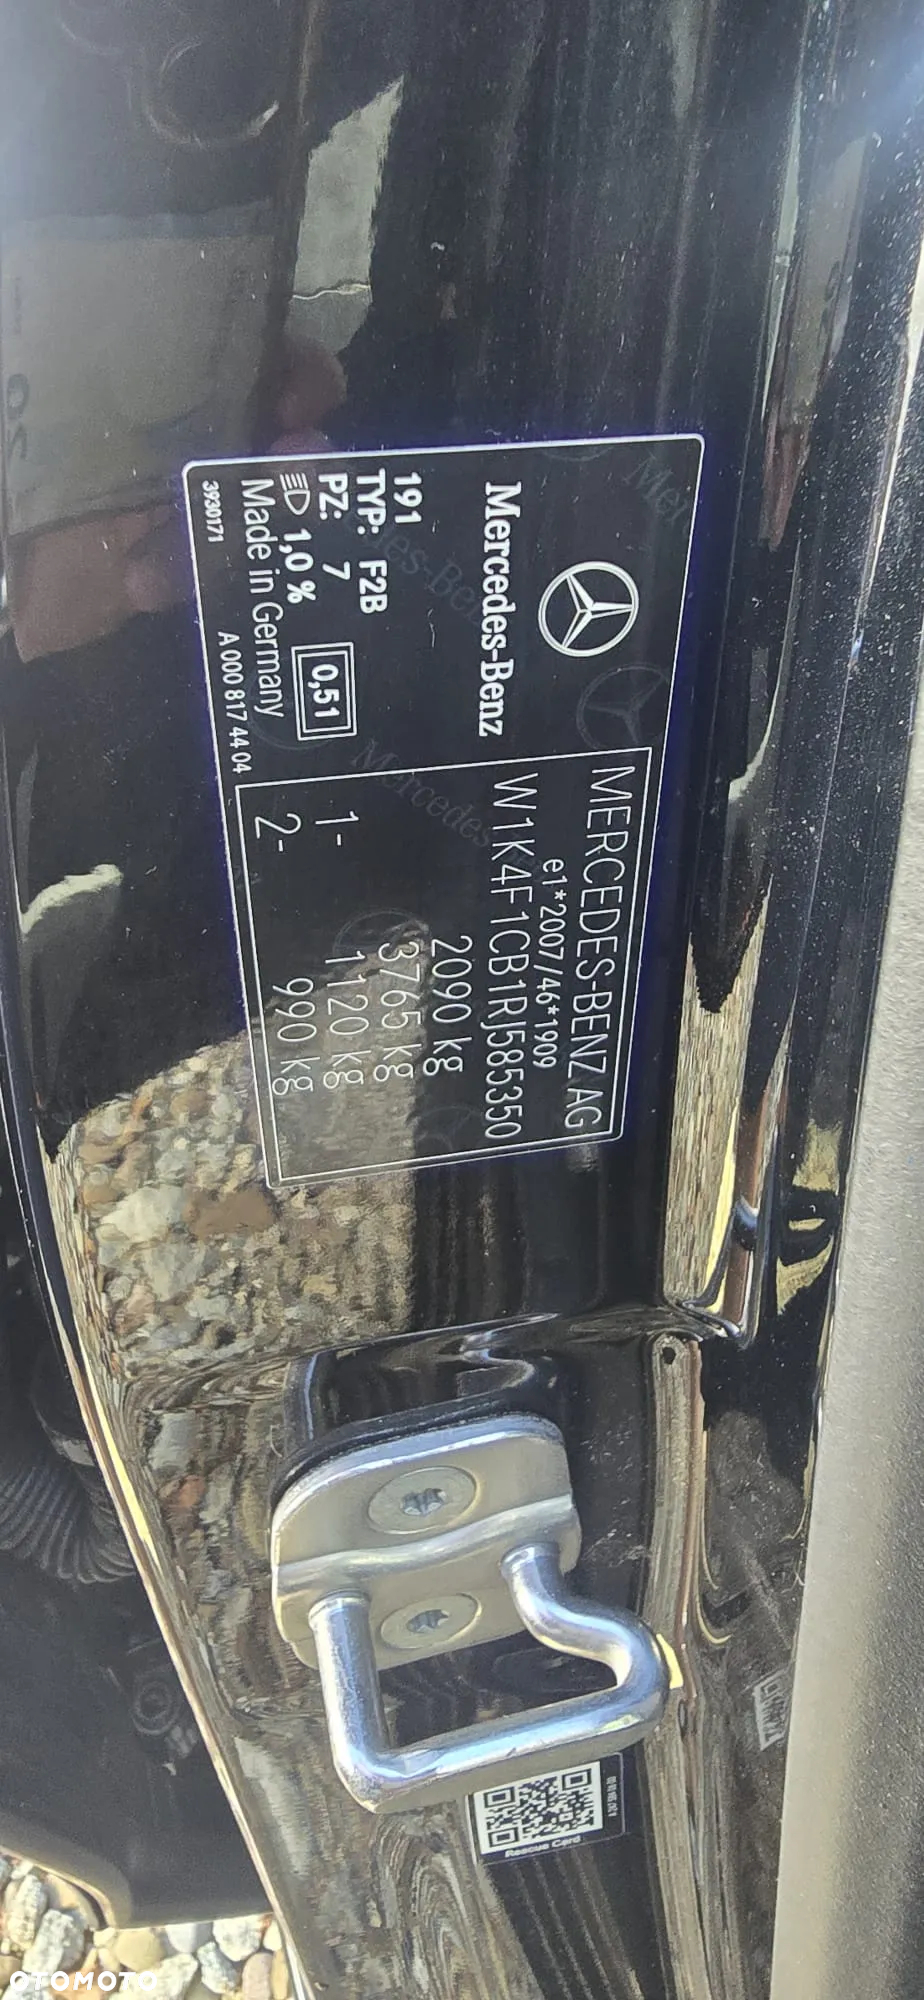 Mercedes-Benz
191
TYP: F2B
PZ: 7
1,0 %
0,51
Made in Germany
3930171
A 000 817 44 04
MERCEDES-BENZ AG
e1*2007/46*1909
W1K4F1CB1RJ585350
2090 kg
3765 kg
1- 1120 kg
2- 990 kg
Rescue Card
OTOMOTO